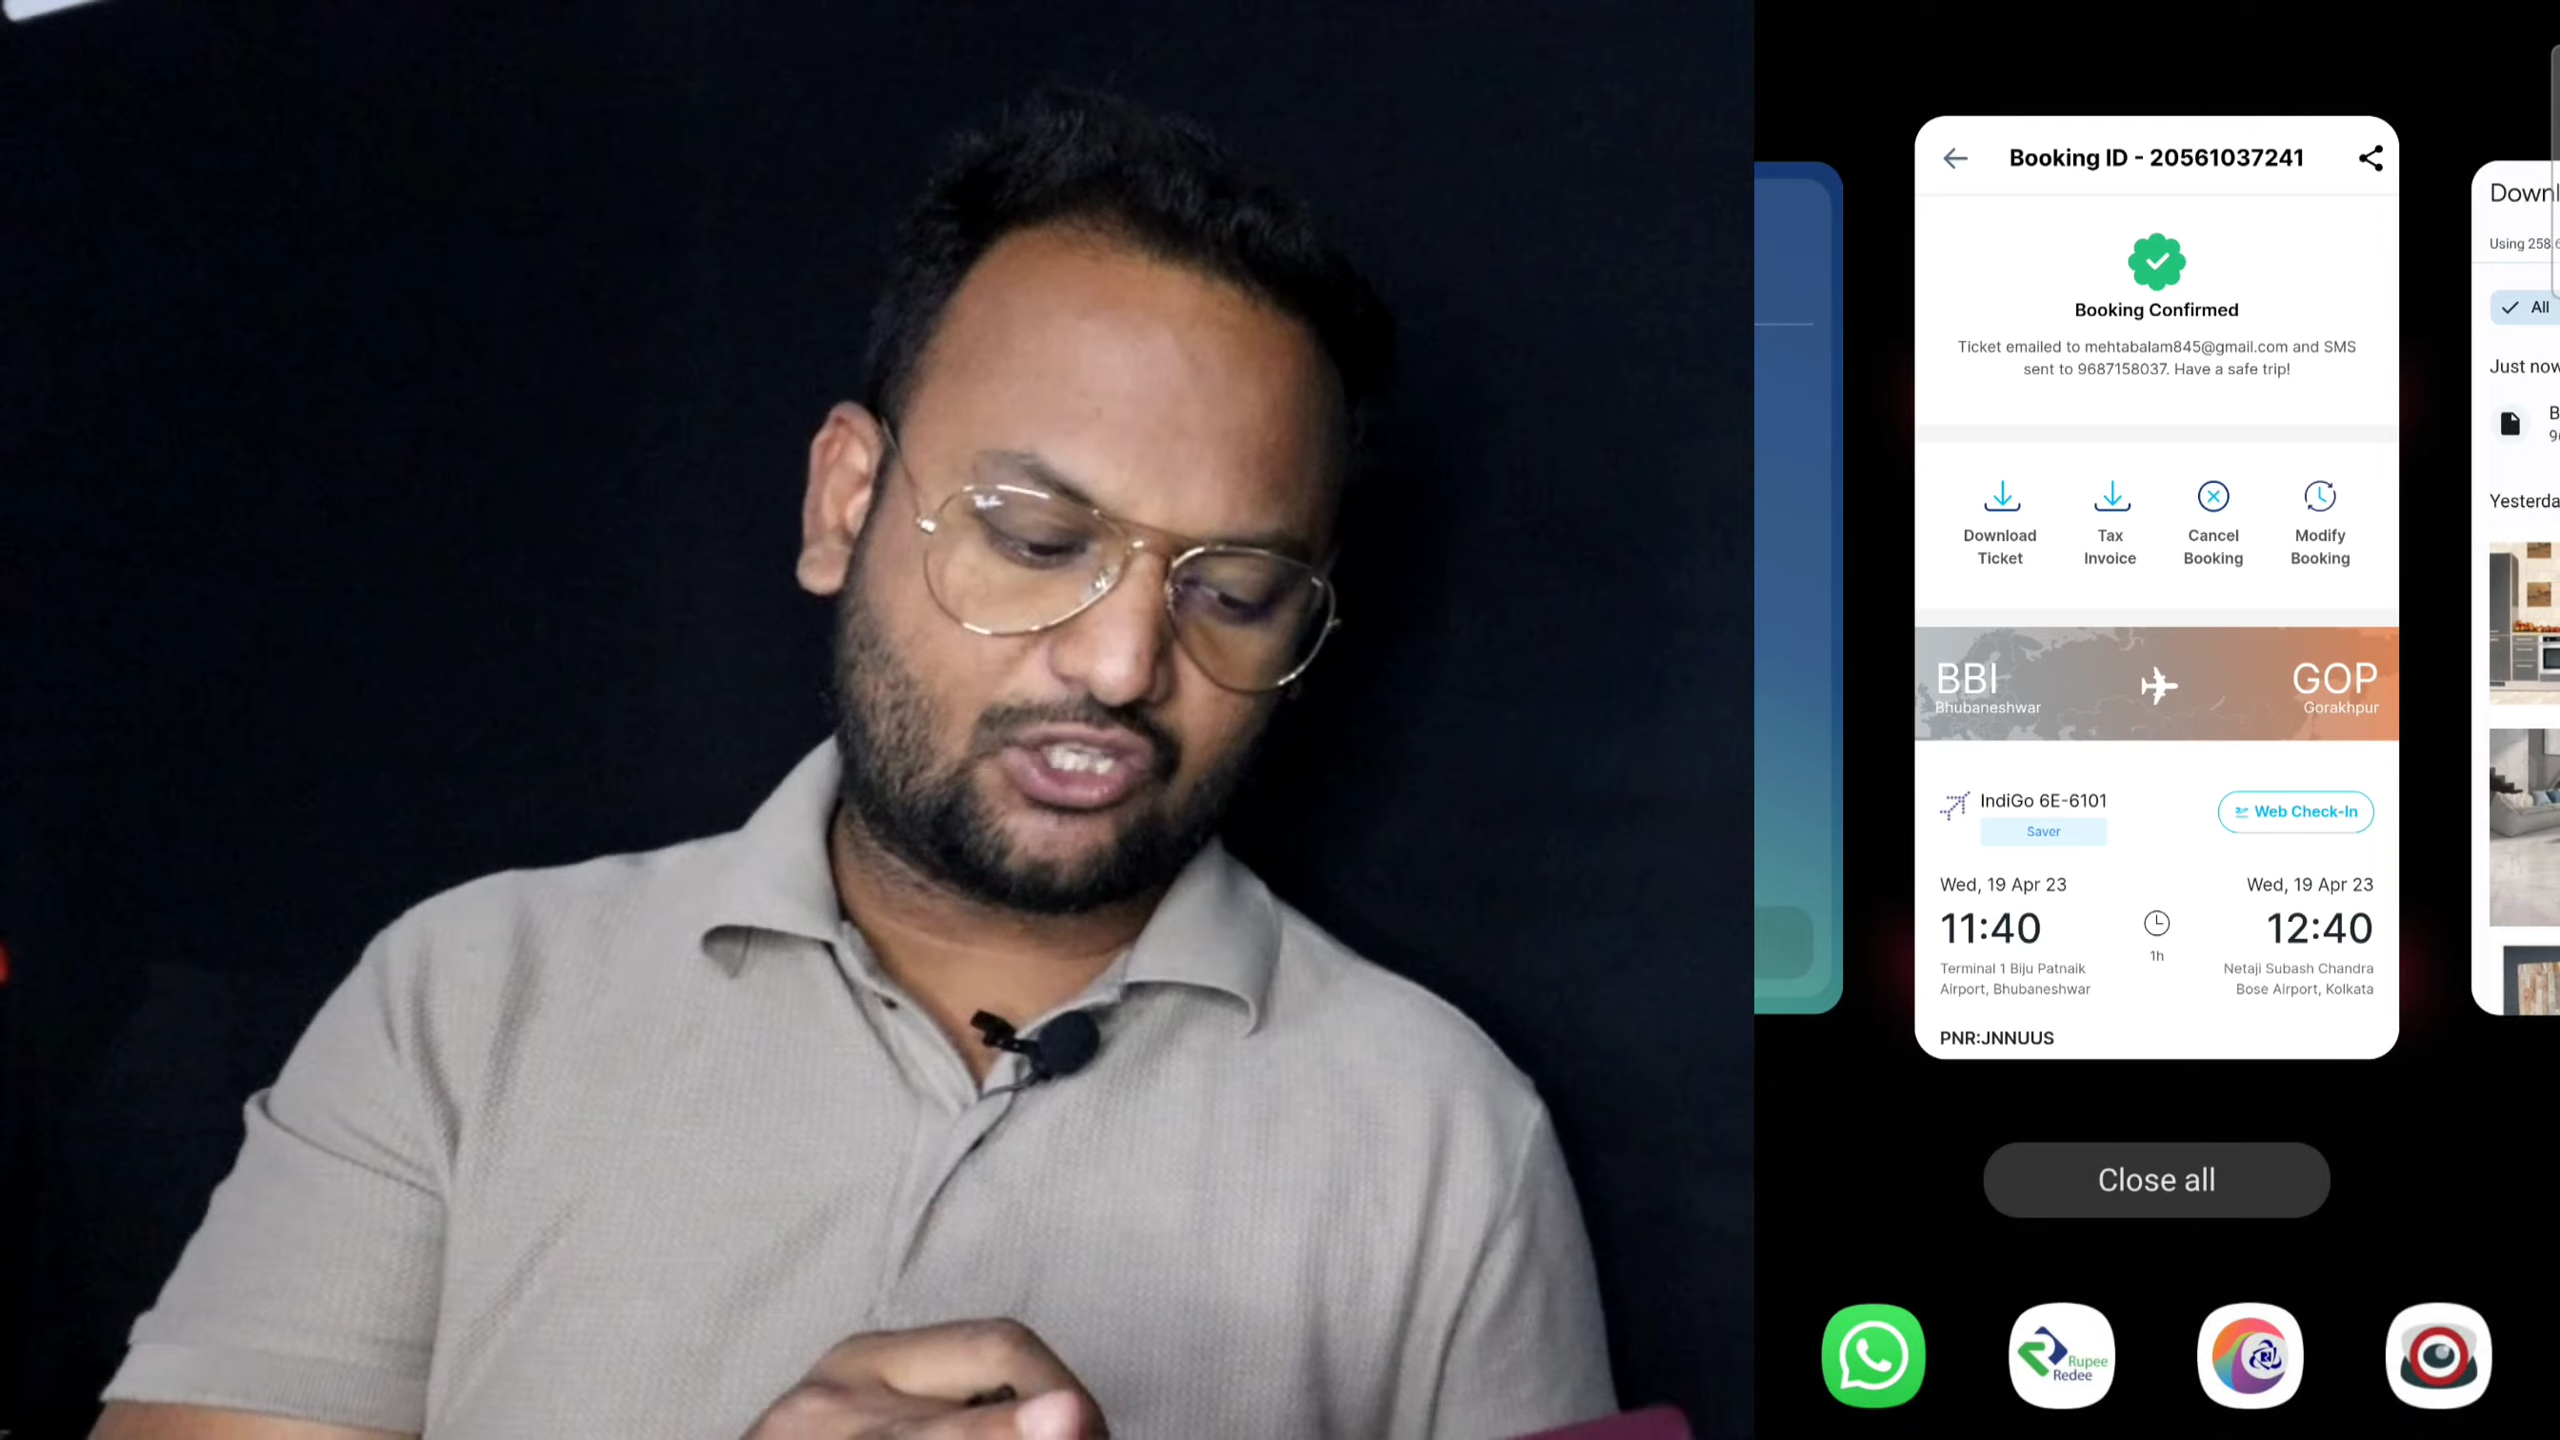 Booking ID - 20561037241
Booking Confirmed
Ticket emailed to mehtabalam845@gmail.com and SMS
sent to 9687158037. Have a safe trip!
Download
Ticket
Tax
Invoice
Cancel
Booking
Modify
Booking
BBI
Bhubaneshwar
GOP
Gorakhpur
IndiGo 6E-6101
Saver
Web Check-In
Wed, 19 Apr 23
Wed, 19 Apr 23
11:40
12:40
1h
Terminal 1 Biju Patnaik
Airport, Bhubaneshwar
Netaji Subash Chandra
Bose Airport, Kolkata
PNR:JNNUUS
Downl
Using 258
All
Just now
B
Yesterda
Close all
Rupee
Redee